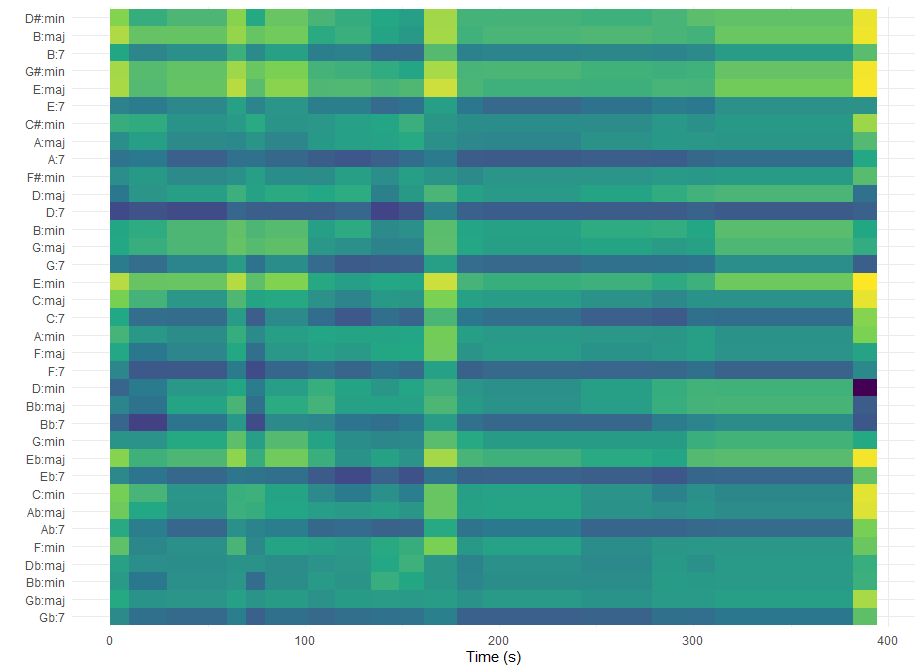 D#:min
B:maj
B:7
G#:min
E:maj
E:7
C#:min
A:maj
A:7
F#:min
D:maj
D:7
B:min
G:maj
G:7
E:min
C:maj
C:7
A:min
F:maj
F:7
D:min
Bb:maj
Bb:7
G:min
Eb:maj
Eb:7
C:min
Ab:maj
Ab:7
F:min
Db:maj
Bb:min
Gb:maj
Gb:7
0 100 200 300 400
Time (s)